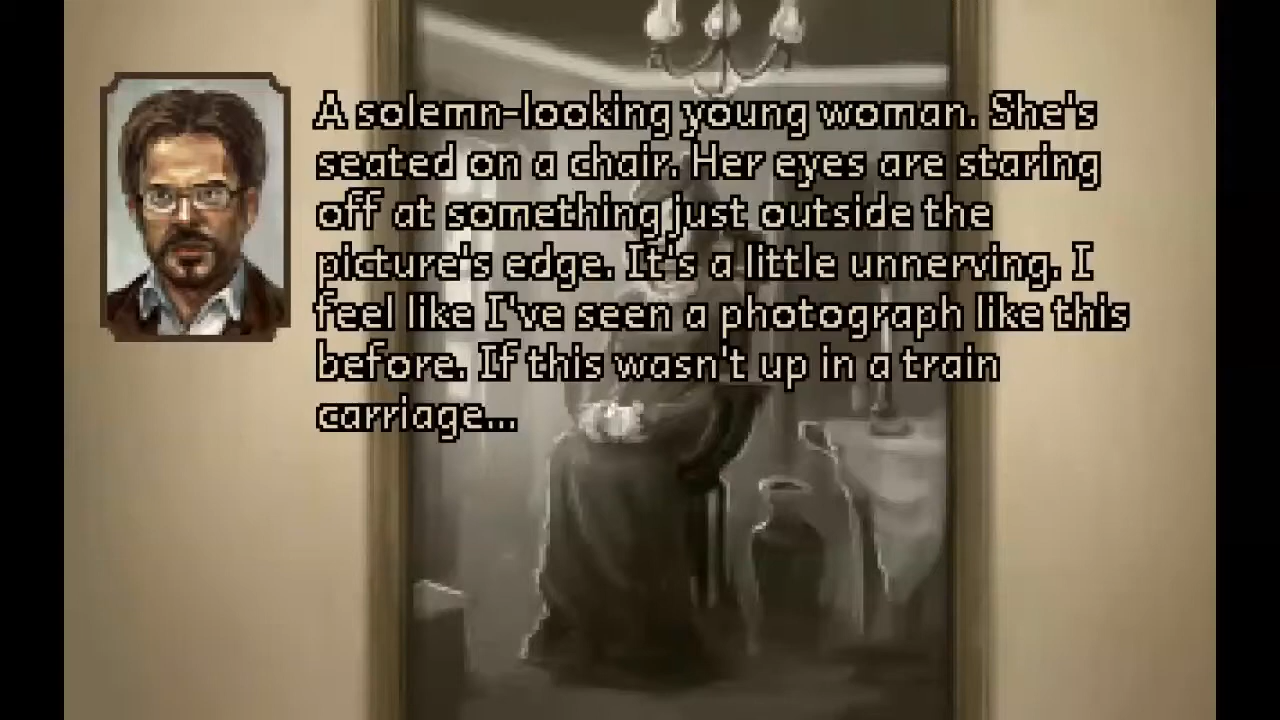 A solemn-looking young woman. She's
seated on a chair. Her eyes are staring
off at something just outside the
picture's edge. It's a little unnerving. I
feel like I've seen a photograph like this
before. If this wasn't up in a train
carriage...